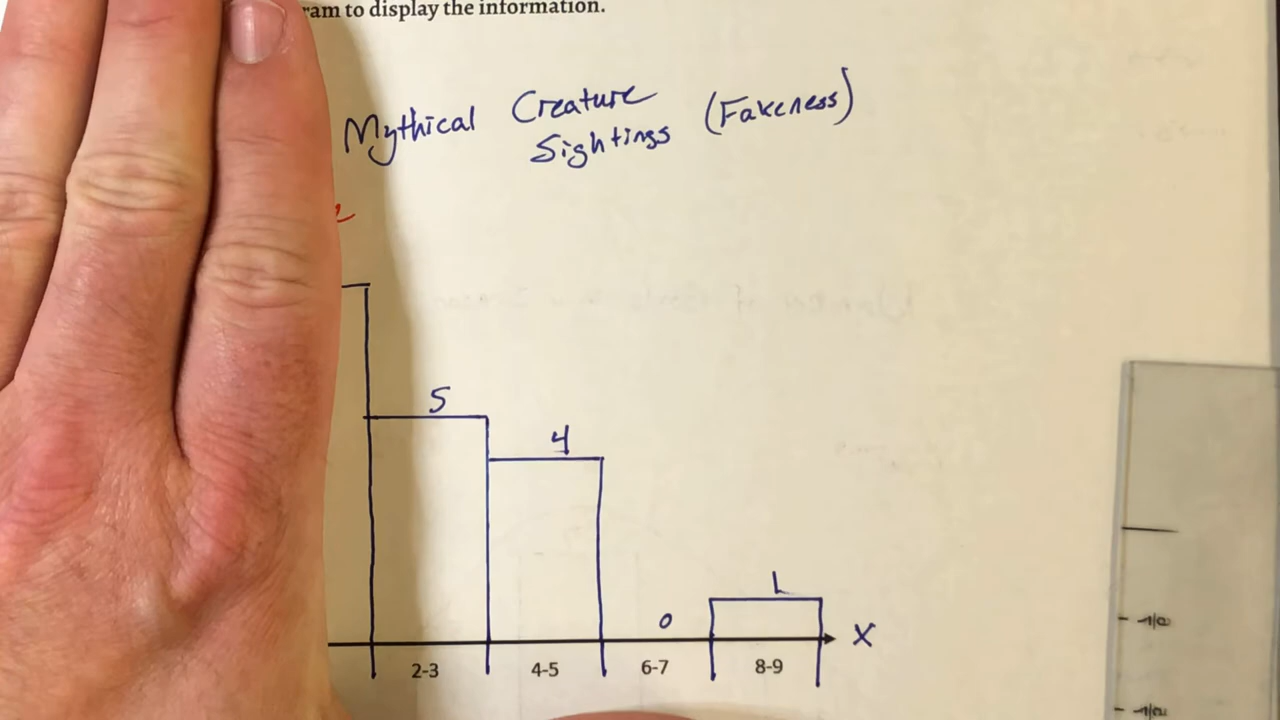 to display the information.
Mythical Creature (Fakeness)
Sightings
5
4
1
0
X
2-3 4-5 6-7 8-9